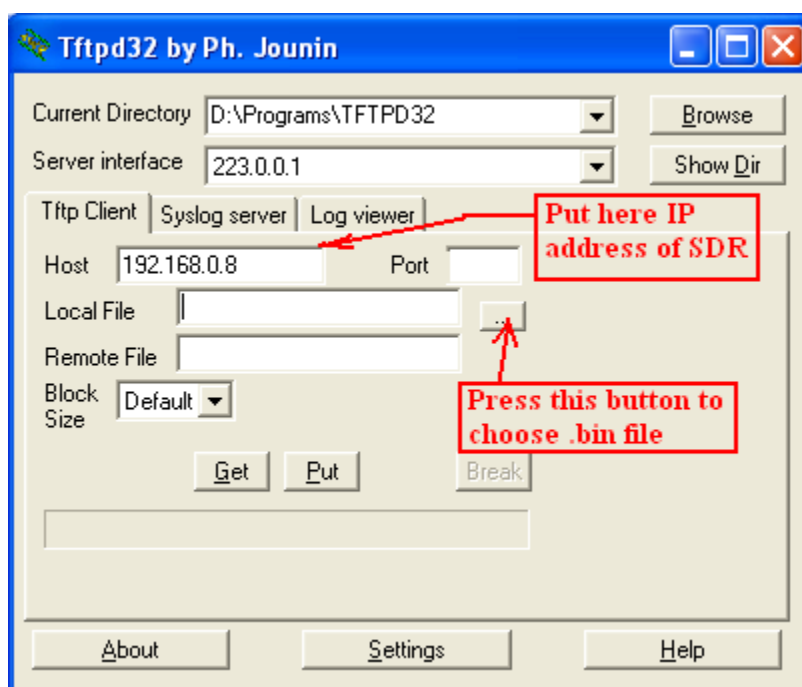 Tftpd32 by Ph. Jounin
Current Directory D:\Programs\TFTPD32 Browse
Server interface 223.0.0.1 Show Dir
Tftp Client Syslog server Log viewer
Put here IP
address of SDR
Host 192.168.0.8 Port
Local File ...
Remote File
Block
Size
Default
Press this button to
choose .bin file
Get Put Break
About Settings Help